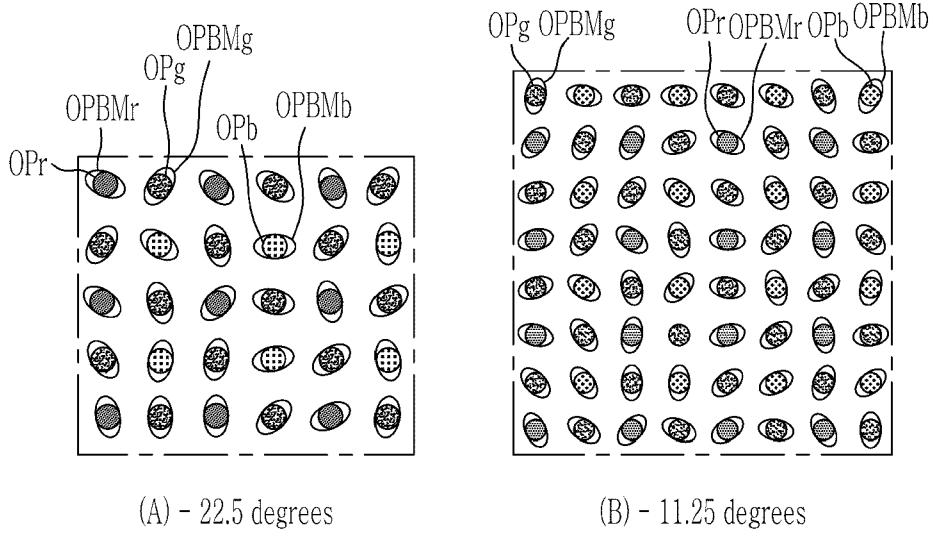 OPBMg
OPg
OPBMr
OPr
OPb
OPBMb
OPg
OPBMg
OPr
OPBMr
OPb
OPBMb
(A) - 22.5 degrees
(B) - 11.25 degrees